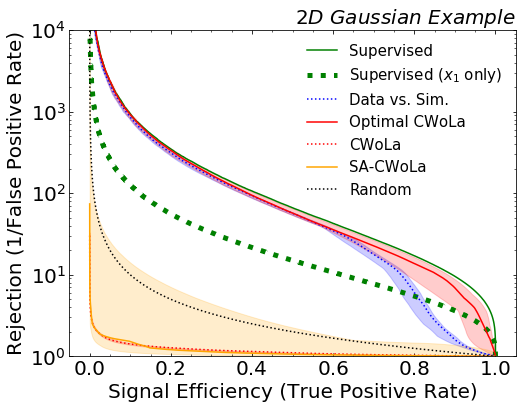 2D Gaussian Example
Rejection (1/False Positive Rate)
10^4
10^3
10^2
10^1
10^0
Supervised
Supervised (x_1 only)
Data vs. Sim.
Optimal CWoLa
CWoLa
SA-CWoLa
Random
0.0 0.2 0.4 0.6 0.8 1.0
Signal Efficiency (True Positive Rate)